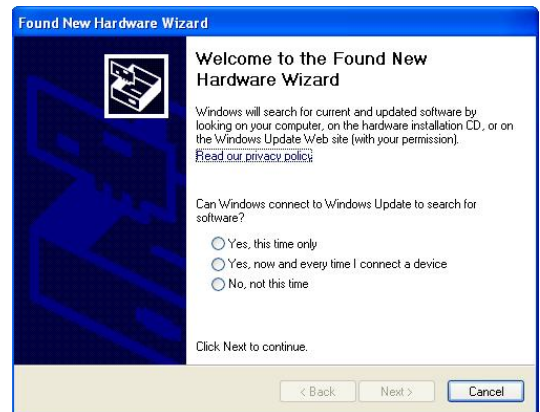 Found New Hardware Wizard
Welcome to the Found New
Hardware Wizard
Windows will search for current and updated software by
looking on your computer, on the hardware installation CD, or on
the Windows Update Web site (with your permission).
Read our privacy policy
Can Windows connect to Windows Update to search for
software?
Yes, this time only
Yes, now and every time I connect a device
No, not this time
Click Next to continue.
< Back Next > Cancel